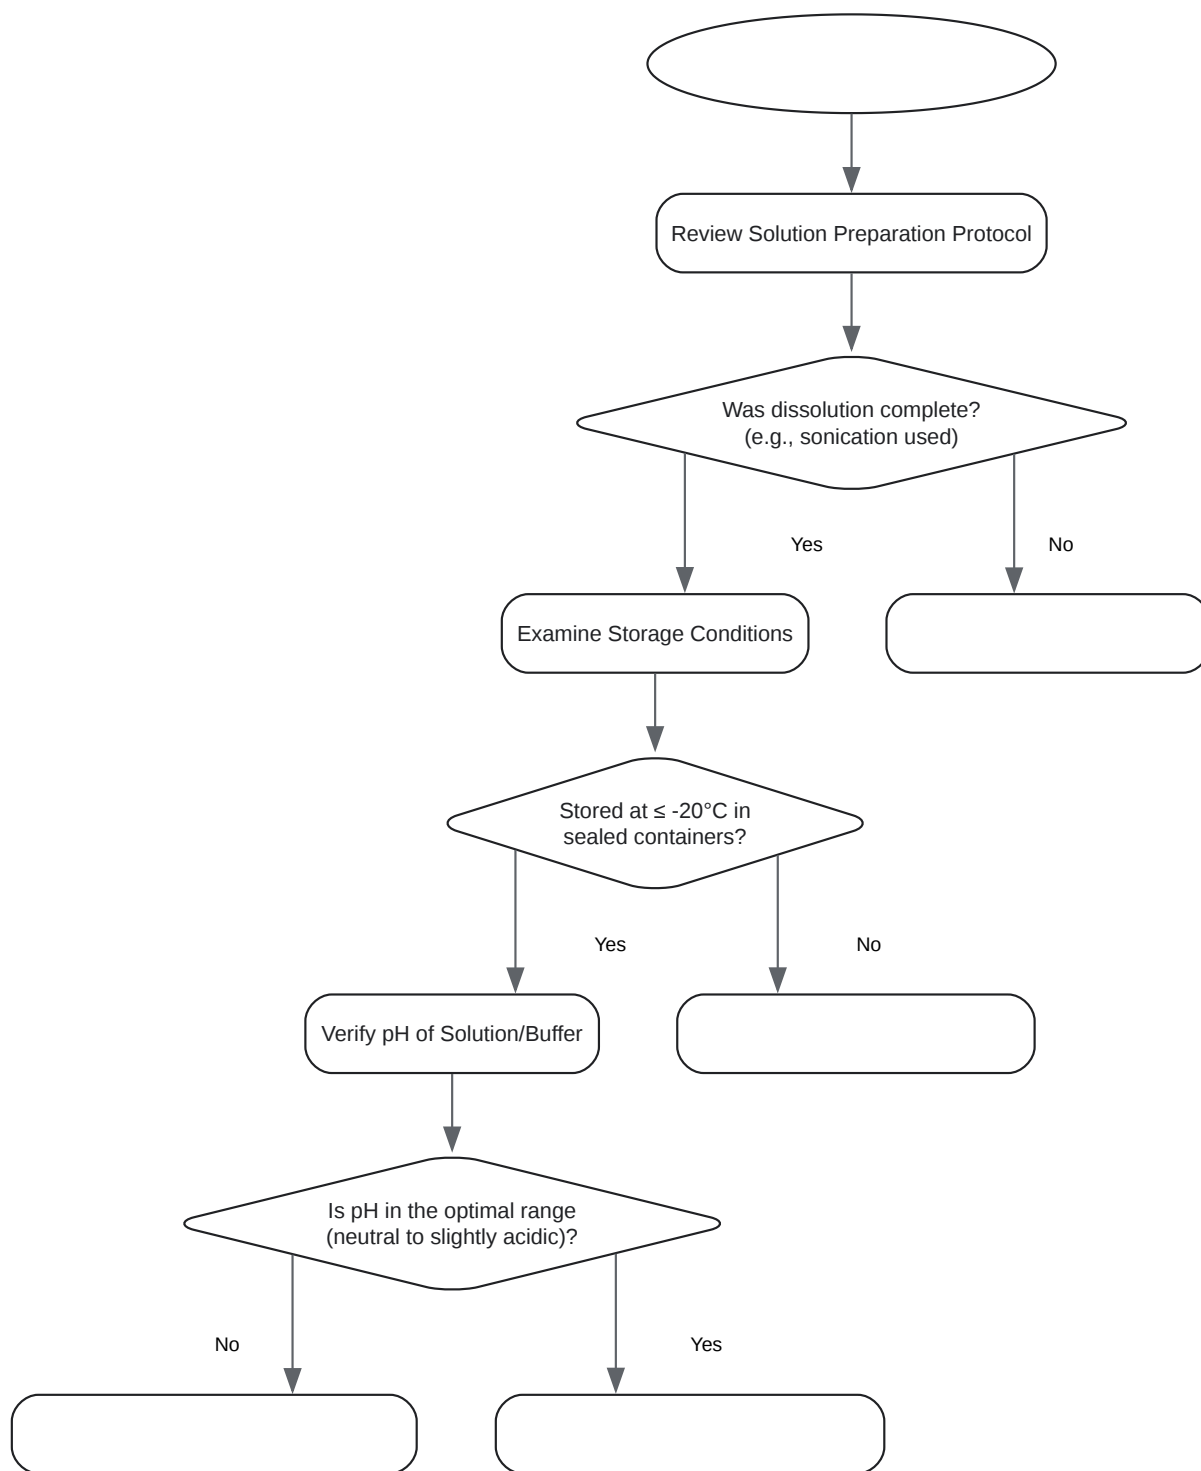 Review Solution Preparation Protocol
Was dissolution complete?
(e.g., sonication used)
Yes
No
Examine Storage Conditions
Stored at ≤ -20°C in
sealed containers?
Yes
No
Verify pH of Solution/Buffer
Is pH in the optimal range
(neutral to slightly acidic)?
No
Yes